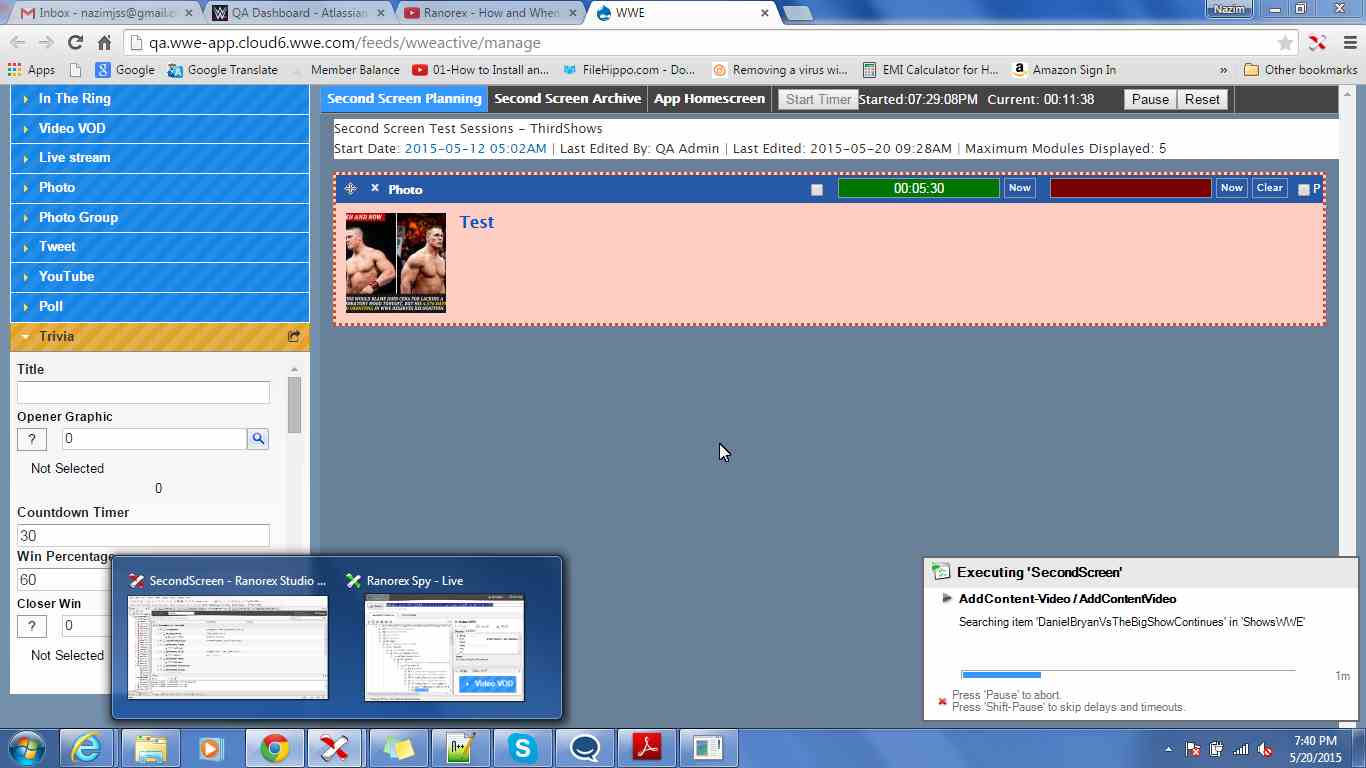 Inbox - nazimjss@gmail.c
QA Dashboard - Atlassian
Ranorex - How and When
WWE
Nazim
qa.wwe-app.cloud6.wwe.com/feeds/wweactive/manage
Apps
Google
Google Translate
Member Balance
01-How to Install an...
FileHippo.com - Do...
Removing a virus wi...
EMI Calculator for H...
Amazon Sign In
»
Other bookmarks
In The Ring
Video VOD
Live stream
Photo
Photo Group
Tweet
YouTube
Poll
Trivia
Title
Opener Graphic
? 0
Not Selected
0
Countdown Timer
30
Win Percentage
60
Closer Win
? 0
Not Selected
Second Screen Planning Second Screen Archive App Homescreen Start Timer Started:07:29:08PM Current: 00:11:38 Pause Reset
Second Screen Test Sessions - ThirdShows
Start Date: 2015-05-12 05:02AM | Last Edited By: QA Admin | Last Edited: 2015-05-20 09:28AM | Maximum Modules Displayed: 5
Photo 00:05:30 Now Now Clear P
EN AND NOW
Test
SecondScreen - Ranorex Studio ...
Ranorex Spy - Live
Video VOD
Executing 'SecondScreen'
AddContent-Video / AddContentVideo
Searching item 'DanielBryanVsTheBigShowContinues' in 'ShowsWWE'
1m
Press 'Pause' to abort.
Press 'Shift-Pause' to skip delays and timeouts.
7:40 PM
5/20/2015